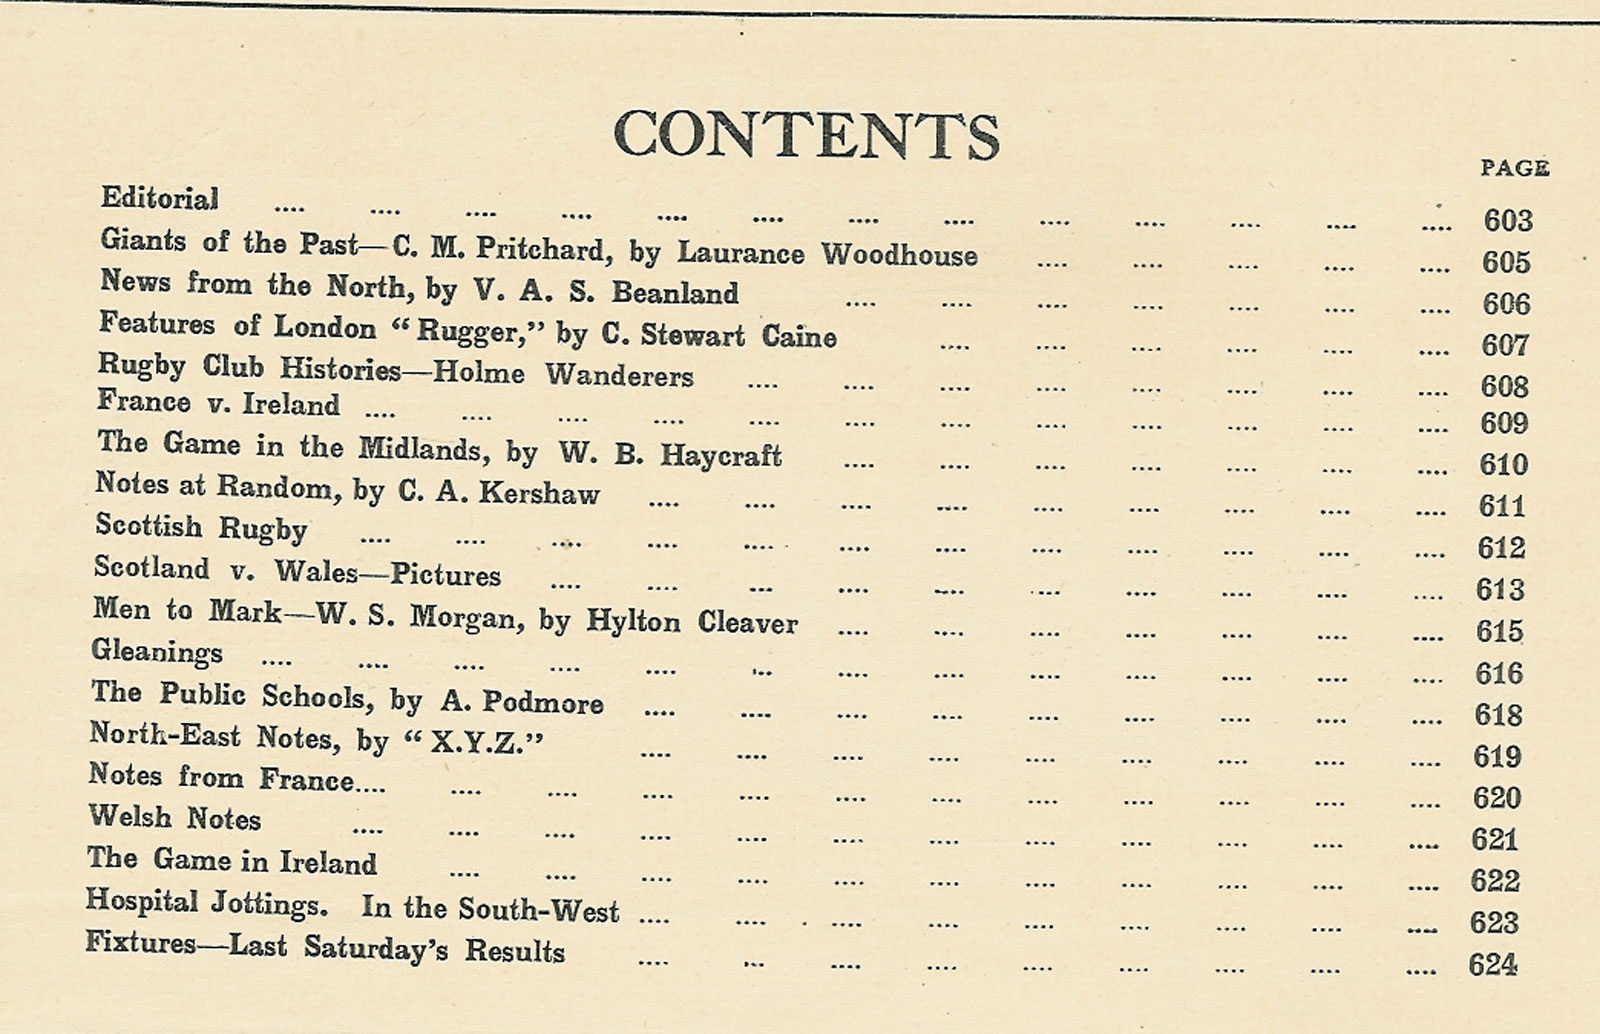 CONTENTS
PAGE
Editorial .... .... .... .... .... .... .... .... .... .... .... .... .... 603
Giants of the Past—C. M. Pritchard, by Laurance Woodhouse .... .... .... .... .... 605
News from the North, by V. A. S. Beanland .... .... .... .... .... .... .... 606
Features of London “Rugger,” by C. Stewart Caine .... .... .... .... .... .... 607
Rugby Club Histories—Holme Wanderers .... .... .... .... .... .... .... .... 608
France v. Ireland .... .... .... .... .... .... .... .... .... .... .... .... 609
The Game in the Midlands, by W. B. Haycraft .... .... .... .... .... .... .... 610
Notes at Random, by C. A. Kershaw .... .... .... .... .... .... .... .... .... 611
Scottish Rugby .... .... .... .... .... .... .... .... .... .... .... .... 612
Scotland v. Wales—Pictures .... .... ... .... .... .... .... .... .... .... 613
Men to Mark—W. S. Morgan, by Hylton Cleaver .... .... .... .... .... .... .... 615
Gleanings .... .... .... .... .... .... .... .... .... .... .... .... .... 616
The Public Schools, by A. Podmore .... .... .... .... .... .... .... .... .... 618
North-East Notes, by “X.Y.Z.” .... .... .... .... .... .... .... .... .... 619
Notes from France.... .... .... .... .... .... .... .... .... .... .... .... 620
Welsh Notes .... .... .... .... .... .... .... .... .... .... .... .... 621
The Game in Ireland .... .... .... .... .... .... .... .... .... .... .... 622
Hospital Jottings. In the South-West .... .... .... .... .... .... .... .... .... 623
Fixtures—Last Saturday’s Results .... ... .... .... .... .... .... .... .... 624